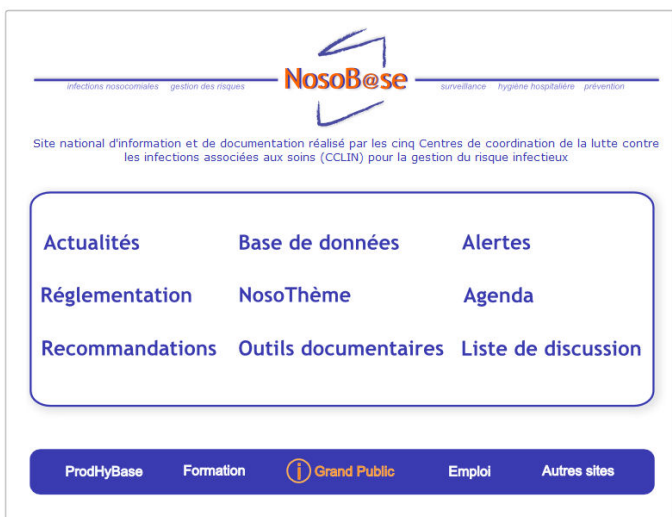 NosoB@se
infections nosocomiales gestion des risques surveillance hygiène hospitalière prévention
Site national d'information et de documentation réalisé par les cinq Centres de coordination de la lutte contre
les infections associées aux soins (CCLIN) pour la gestion du risque infectieux
Actualités Base de données Alertes
Réglementation NosoThème Agenda
Recommandations Outils documentaires Liste de discussion
ProdHyBase Formation i Grand Public Emploi Autres sites